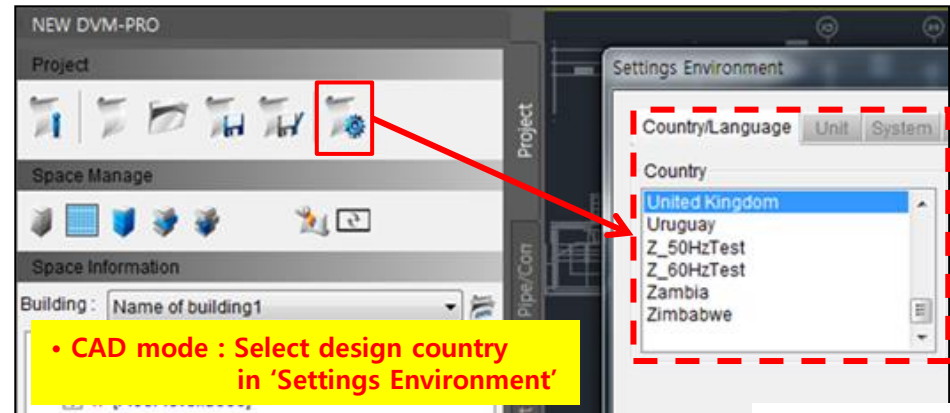 NEW DVM-PRO
Project
Space Manage
Space Information
Building : Name of building1
Project
Pipe/Con
Settings Environment
Country/Language Unit System
Country
United Kingdom
Uruguay
Z_50HzTest
Z_60HzTest
Zambia
Zimbabwe
• CAD mode : Select design country
in ‘Settings Environment’